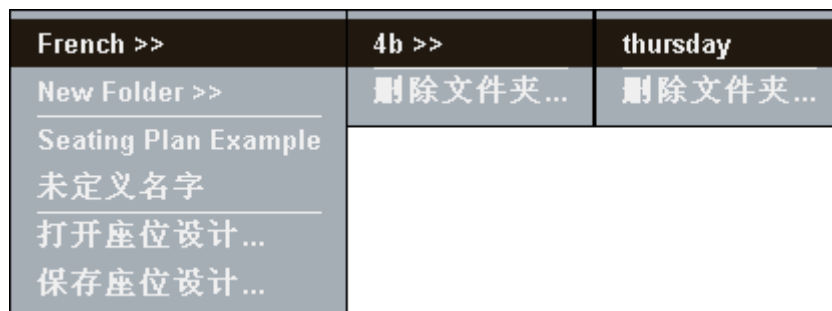 French >>
New Folder >>
Seating Plan Example
未定义名字
打开座位设计...
保存座位设计...
4b >>
删除文件夹...
thursday
删除文件夹...